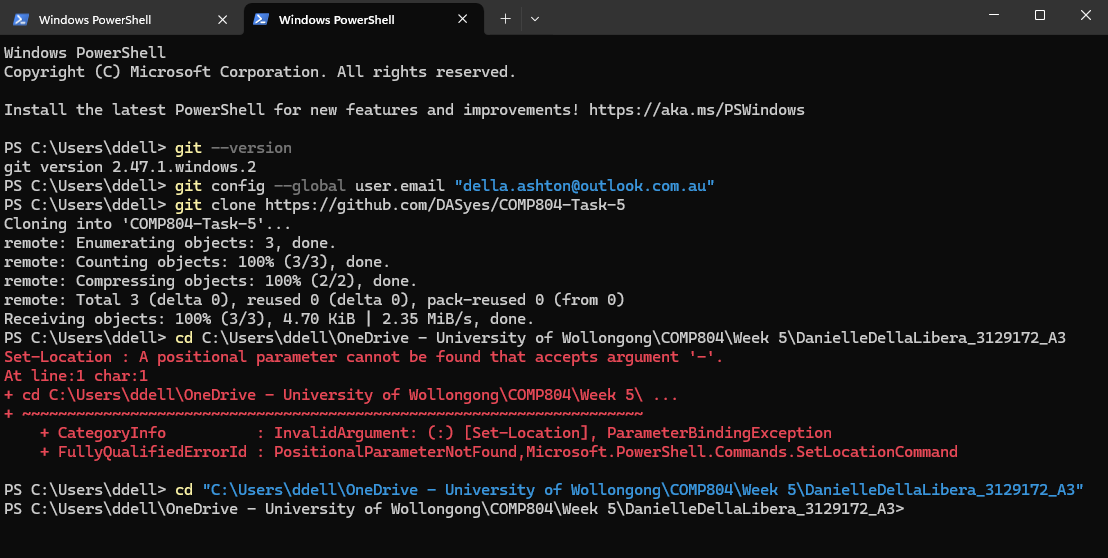 Windows PowerShell
Windows PowerShell
Windows PowerShell
Copyright (C) Microsoft Corporation. All rights reserved.
Install the latest PowerShell for new features and improvements! https://aka.ms/PSWindows
PS C:\Users\ddell> git --version
git version 2.47.1.windows.2
PS C:\Users\ddell> git config --global user.email "della.ashton@outlook.com.au"
PS C:\Users\ddell> git clone https://github.com/DASyes/COMP804-Task-5
Cloning into 'COMP804-Task-5'...
remote: Enumerating objects: 3, done.
remote: Counting objects: 100% (3/3), done.
remote: Compressing objects: 100% (2/2), done.
remote: Total 3 (delta 0), reused 0 (delta 0), pack-reused 0 (from 0)
Receiving objects: 100% (3/3), 4.70 KiB | 2.35 MiB/s, done.
PS C:\Users\ddell> cd C:\Users\ddell\OneDrive - University of Wollongong\COMP804\Week 5\DanielleDellaLibera_3129172_A3
Set-Location : A positional parameter cannot be found that accepts argument '-'.
At line:1 char:1
+ cd C:\Users\ddell\OneDrive - University of Wollongong\COMP804\Week 5\ ...
+ ~~~~~~~~~~~~~~~~~~~~~~~~~~~~~~~~~~~~~~~~~~~~~~~~~~~~~~~~~~~~~~~~~~~~~
    + CategoryInfo          : InvalidArgument: (:) [Set-Location], ParameterBindingException
    + FullyQualifiedErrorId : PositionalParameterNotFound,Microsoft.PowerShell.Commands.SetLocationCommand
PS C:\Users\ddell> cd "C:\Users\ddell\OneDrive - University of Wollongong\COMP804\Week 5\DanielleDellaLibera_3129172_A3"
PS C:\Users\ddell\OneDrive - University of Wollongong\COMP804\Week 5\DanielleDellaLibera_3129172_A3>